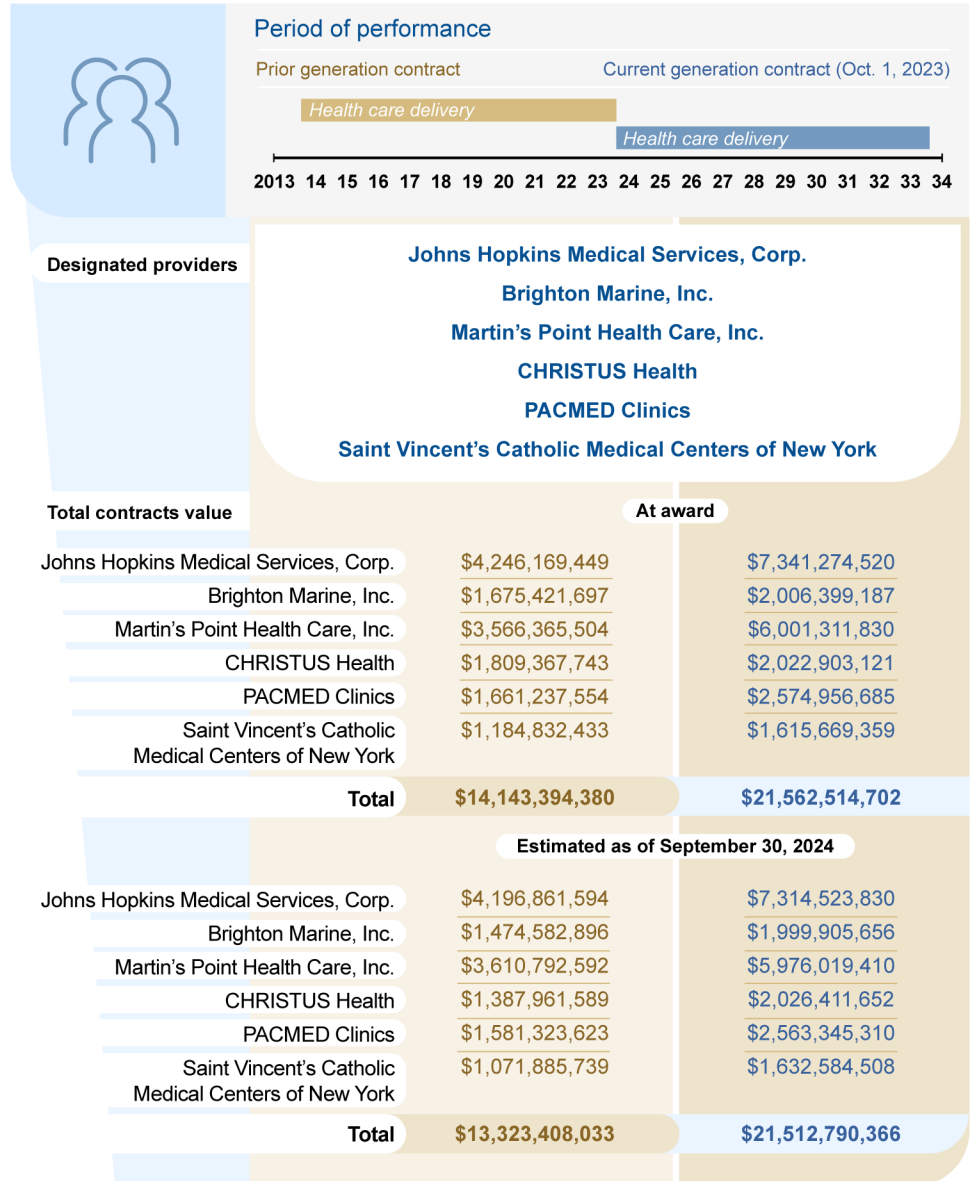 Period of performance
Prior generation contract Current generation contract (Oct. 1, 2023)
Health care delivery
Health care delivery
2013 14 15 16 17 18 19 20 21 22 23 24 25 26 27 28 29 30 31 32 33 34
Designated providers
Johns Hopkins Medical Services, Corp.
Brighton Marine, Inc.
Martin’s Point Health Care, Inc.
CHRISTUS Health
PACMED Clinics
Saint Vincent’s Catholic Medical Centers of New York
Total contracts value At award
Johns Hopkins Medical Services, Corp. $4,246,169,449 $7,341,274,520
Brighton Marine, Inc. $1,675,421,697 $2,006,399,187
Martin’s Point Health Care, Inc. $3,566,365,504 $6,001,311,830
CHRISTUS Health $1,809,367,743 $2,022,903,121
PACMED Clinics $1,661,237,554 $2,574,956,685
Saint Vincent’s Catholic $1,184,832,433 $1,615,669,359
Medical Centers of New York
Total $14,143,394,380 $21,562,514,702
Estimated as of September 30, 2024
Johns Hopkins Medical Services, Corp. $4,196,861,594 $7,314,523,830
Brighton Marine, Inc. $1,474,582,896 $1,999,905,656
Martin’s Point Health Care, Inc. $3,610,792,592 $5,976,019,410
CHRISTUS Health $1,387,961,589 $2,026,411,652
PACMED Clinics $1,581,323,623 $2,563,345,310
Saint Vincent’s Catholic $1,071,885,739 $1,632,584,508
Medical Centers of New York
Total $13,323,408,033 $21,512,790,366